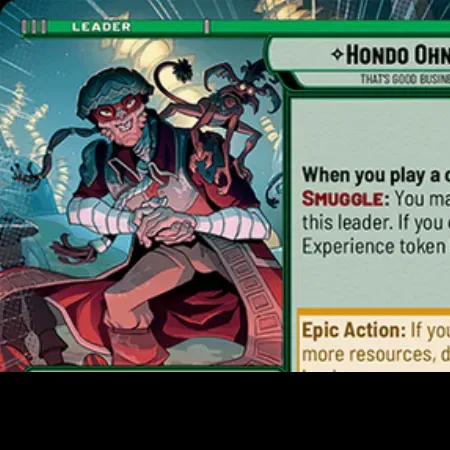 LEADER
HONDO OHN
THAT'S GOOD BUSINE
When you play a c
SMUGGLE: You ma
this leader. If you
Experience token
Epic Action: If you
more resources, d